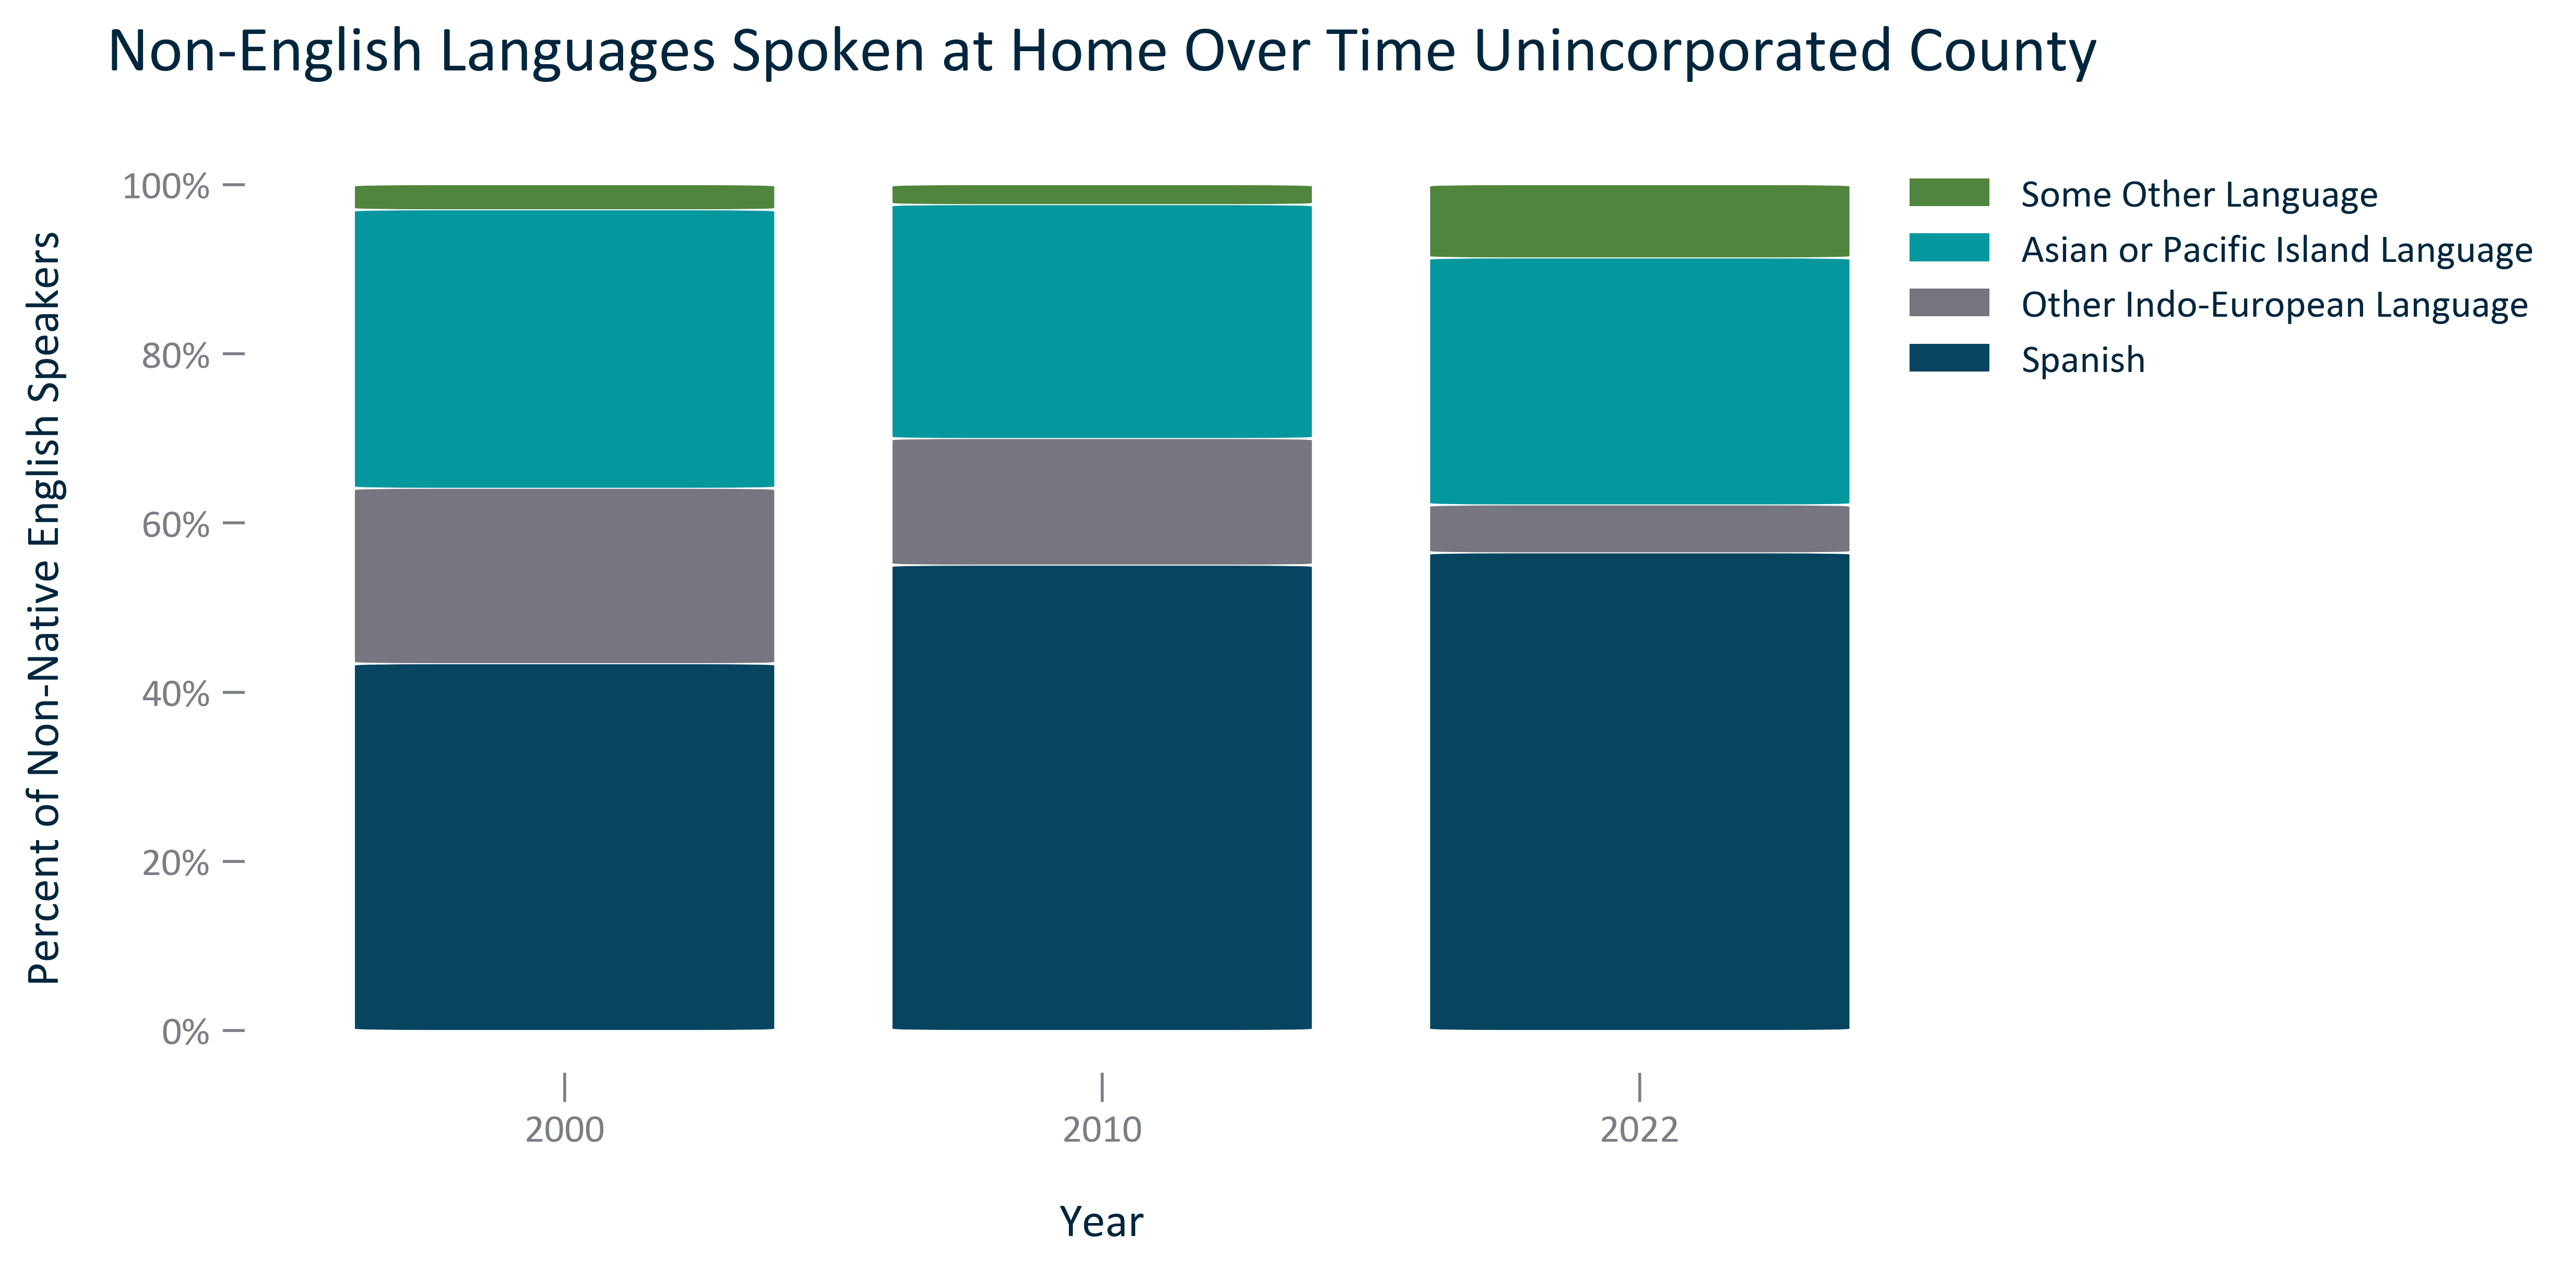 Non-English Languages Spoken at Home Over Time Unincorporated County
Percent of Non-Native English Speakers
100%
80%
60%
40%
20%
0%
2000
2010
2022
Year
Some Other Language
Asian or Pacific Island Language
Other Indo-European Language
Spanish